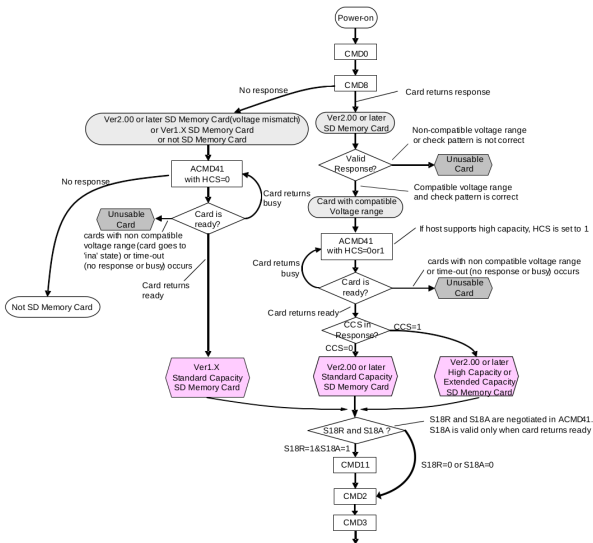 Power-on
CMD0
CMD8
No response
Card returns response
Ver2.00 or later SD Memory Card(voltage mismatch)
or Ver1.X SD Memory Card
or not SD Memory Card
Ver2.00 or later
SD Memory Card
Non-compatible voltage range
or check pattern is not correct
Valid
Response?
Unusable
Card
Compatible voltage range
and check pattern is correct
No response
ACMD41
with HCS=0
Card returns
busy
Card with compatible
Voltage range
Unusable
Card
Card is
ready?
cards with non compatible
voltage range(card goes to
'ina' state) or time-out
(no response or busy) occurs
Card returns
ready
Not SD Memory Card
If host supports high capacity, HCS is set to 1
ACMD41
with HCS=0or1
Card returns
busy
cards with non compatible voltage range
or time-out (no response or busy) occurs
Card is
ready?
Unusable
Card
Card returns ready
CCS in
Response?
CCS=1
CCS=0
Ver1.X
Standard Capacity
SD Memory Card
Ver2.00 or later
Standard Capacity
SD Memory Card
Ver2.00 or later
High Capacity or
Extended Capacity
SD Memory Card
S18R and S18A ?
S18R and S18A are negotiated in ACMD41.
S18A is valid only when card returns ready
S18R=1&S18A=1
S18R=0 or S18A=0
CMD11
CMD2
CMD3